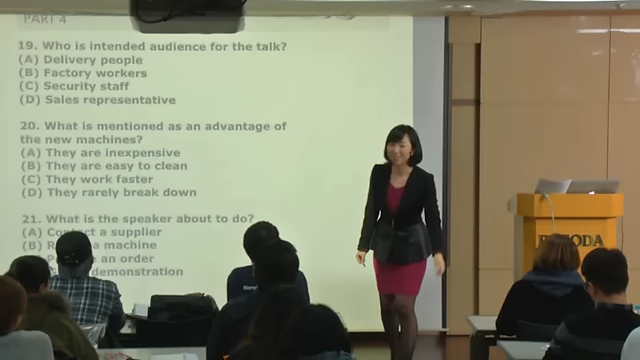 PART 4
19. Who is intended audience for the talk?
(A) Delivery people
(B) Factory workers
(C) Security staff
(D) Sales representative
20. What is mentioned as an advantage of
the new machines?
(A) They are inexpensive
(B) They are easy to clean
(C) They work faster
(D) They rarely break down
21. What is the speaker about to do?
(A) Contact a supplier
(B) a machine
an order
demonstration